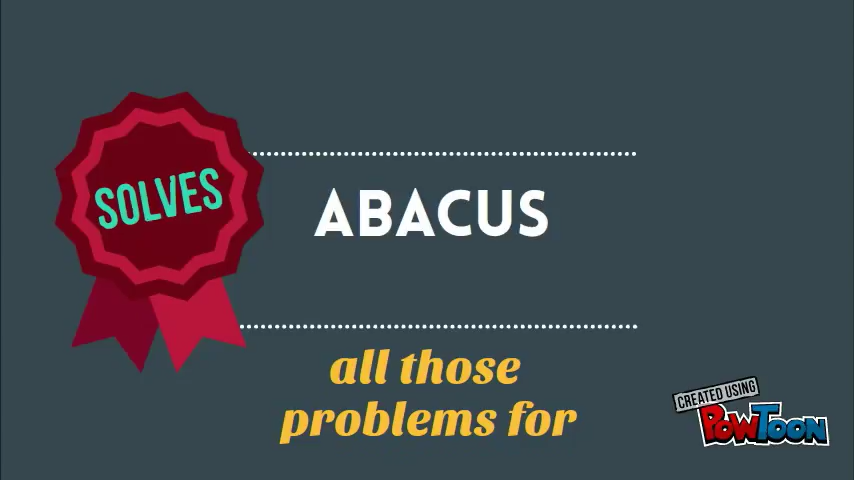 SOLVES
ABACUS
all those
problems for
CREATED USING
POWTOON